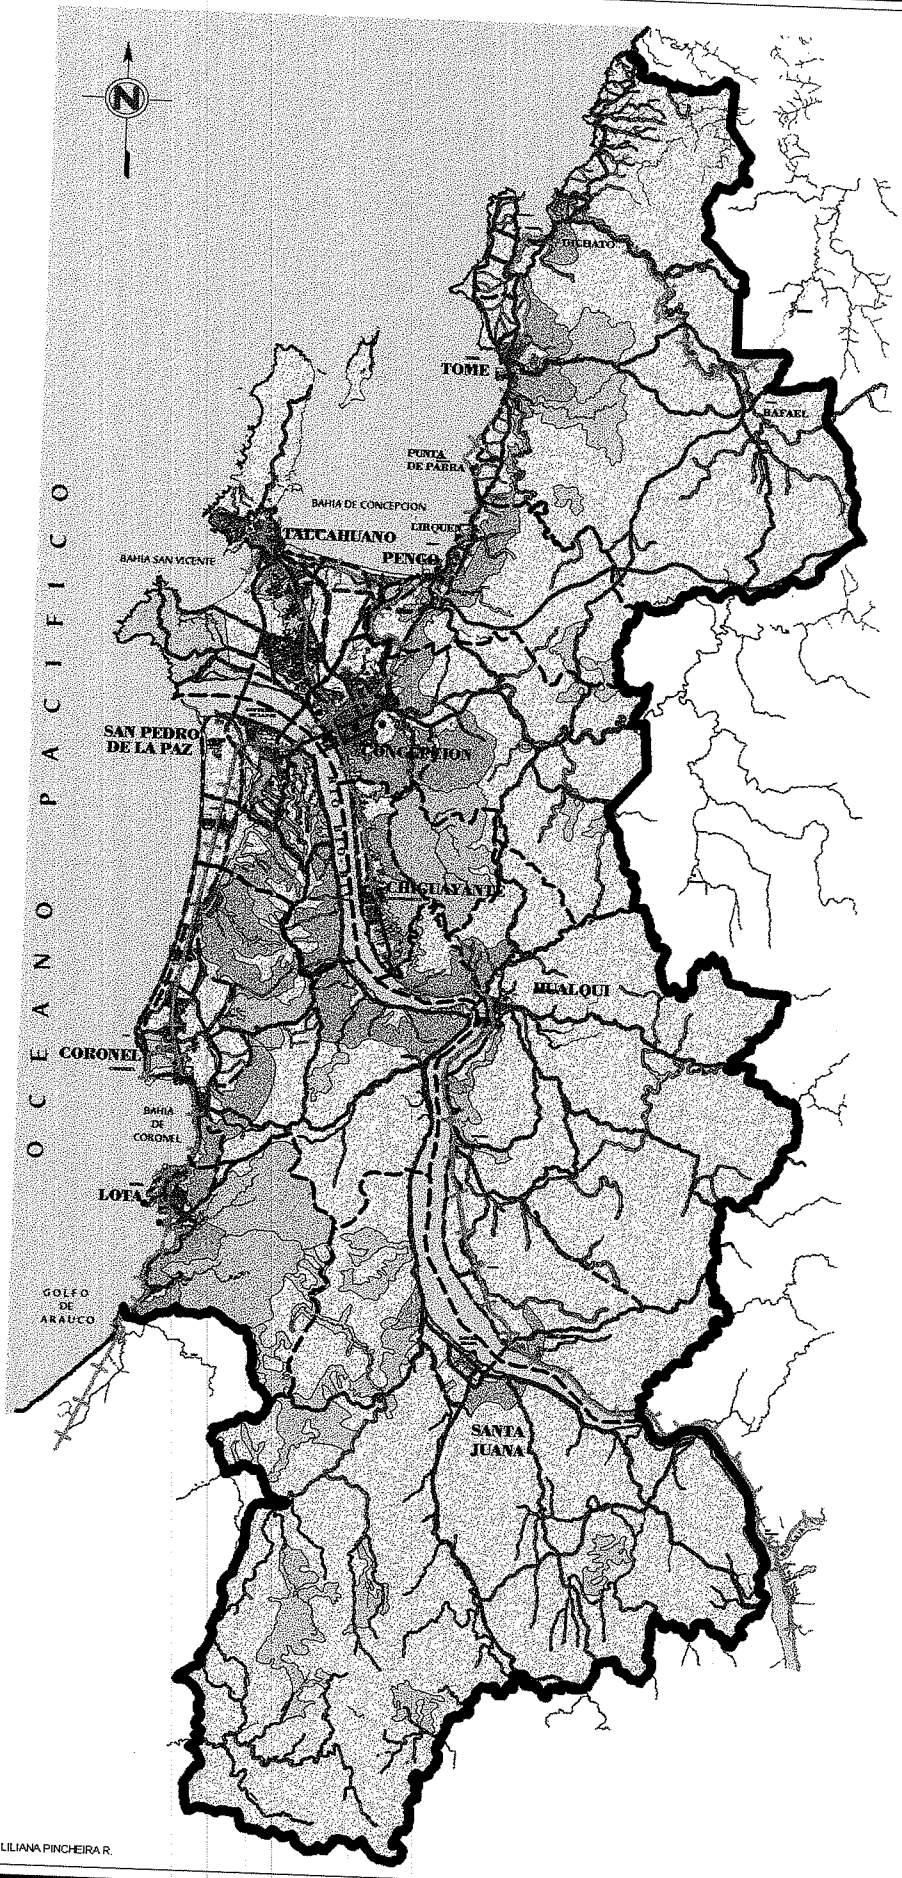 N
DICHATO
TOME
RAFAEL
PUNTA
DE PARRA
BAHIA DE CONCEPCION
LIRQUEN
TALCAHUANO
PENCO
BAHIA SAN VICENTE
OCEANO PACIFICO
SAN PEDRO
DE LA PAZ
CONCEPCION
CHIGUAYANTE
HUALQUI
CORONEL
BAHIA
DE
CORONEL
LOTA
GOLFO
DE
ARAUCO
SANTA
JUANA
LILIANA PINCHEIRA R.